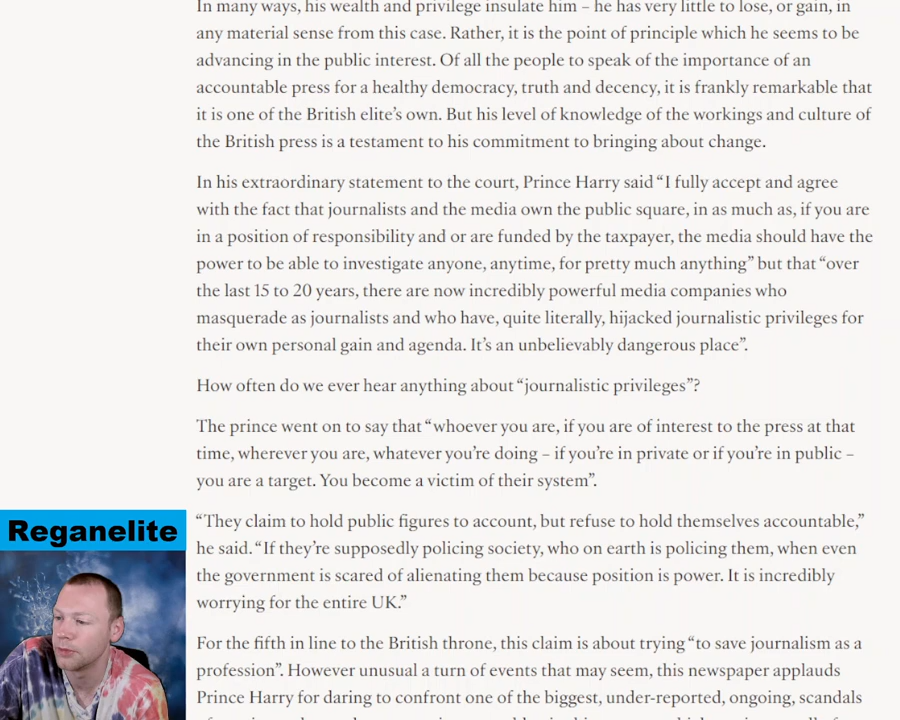 In many ways, his wealth and privilege insulate him – he has very little to lose, or gain, in
any material sense from this case. Rather, it is the point of principle which he seems to be
advancing in the public interest. Of all the people to speak of the importance of an
accountable press for a healthy democracy, truth and decency, it is frankly remarkable that
it is one of the British elite's own. But his level of knowledge of the workings and culture of
the British press is a testament to his commitment to bringing about change.
In his extraordinary statement to the court, Prince Harry said “I fully accept and agree
with the fact that journalists and the media own the public square, in as much as, if you are
in a position of responsibility and or are funded by the taxpayer, the media should have the
power to be able to investigate anyone, anytime, for pretty much anything” but that “over
the last 15 to 20 years, there are now incredibly powerful media companies who
masquerade as journalists and who have, quite literally, hijacked journalistic privileges for
their own personal gain and agenda. It’s an unbelievably dangerous place”.
How often do we ever hear anything about “journalistic privileges”?
The prince went on to say that “whoever you are, if you are of interest to the press at that
time, wherever you are, whatever you’re doing – if you’re in private or if you’re in public –
you are a target. You become a victim of their system”.
“They claim to hold public figures to account, but refuse to hold themselves accountable,”
he said. “If they’re supposedly policing society, who on earth is policing them, when even
the government is scared of alienating them because position is power. It is incredibly
worrying for the entire UK.”
For the fifth in line to the British throne, this claim is about trying “to save journalism as a
profession”. However unusual a turn of events that may seem, this newspaper applauds
Prince Harry for daring to confront one of the biggest, under-reported, ongoing, scandals
Reganelite